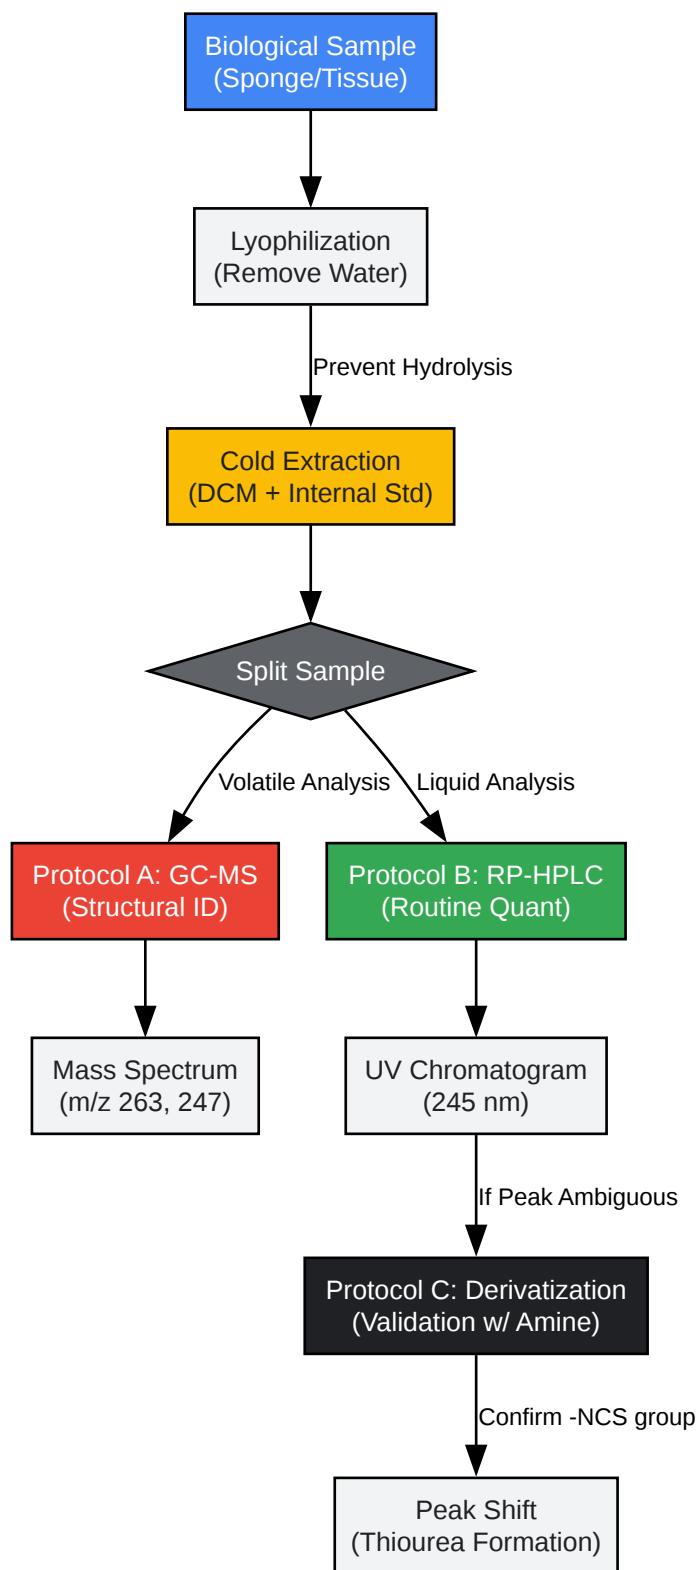 Biological Sample
(Sponge/Tissue)
Lyophilization
(Remove Water)
Prevent Hydrolysis
Cold Extraction
(DCM + Internal Std)
Split Sample
Volatile Analysis
Liquid Analysis
Protocol A: GC-MS
(Structural ID)
Protocol B: RP-HPLC
(Routine Quant)
Mass Spectrum
(m/z 263, 247)
UV Chromatogram
(245 nm)
If Peak Ambiguous
Protocol C: Derivatization
(Validation w/ Amine)
Confirm -NCS group
Peak Shift
(Thiourea Formation)